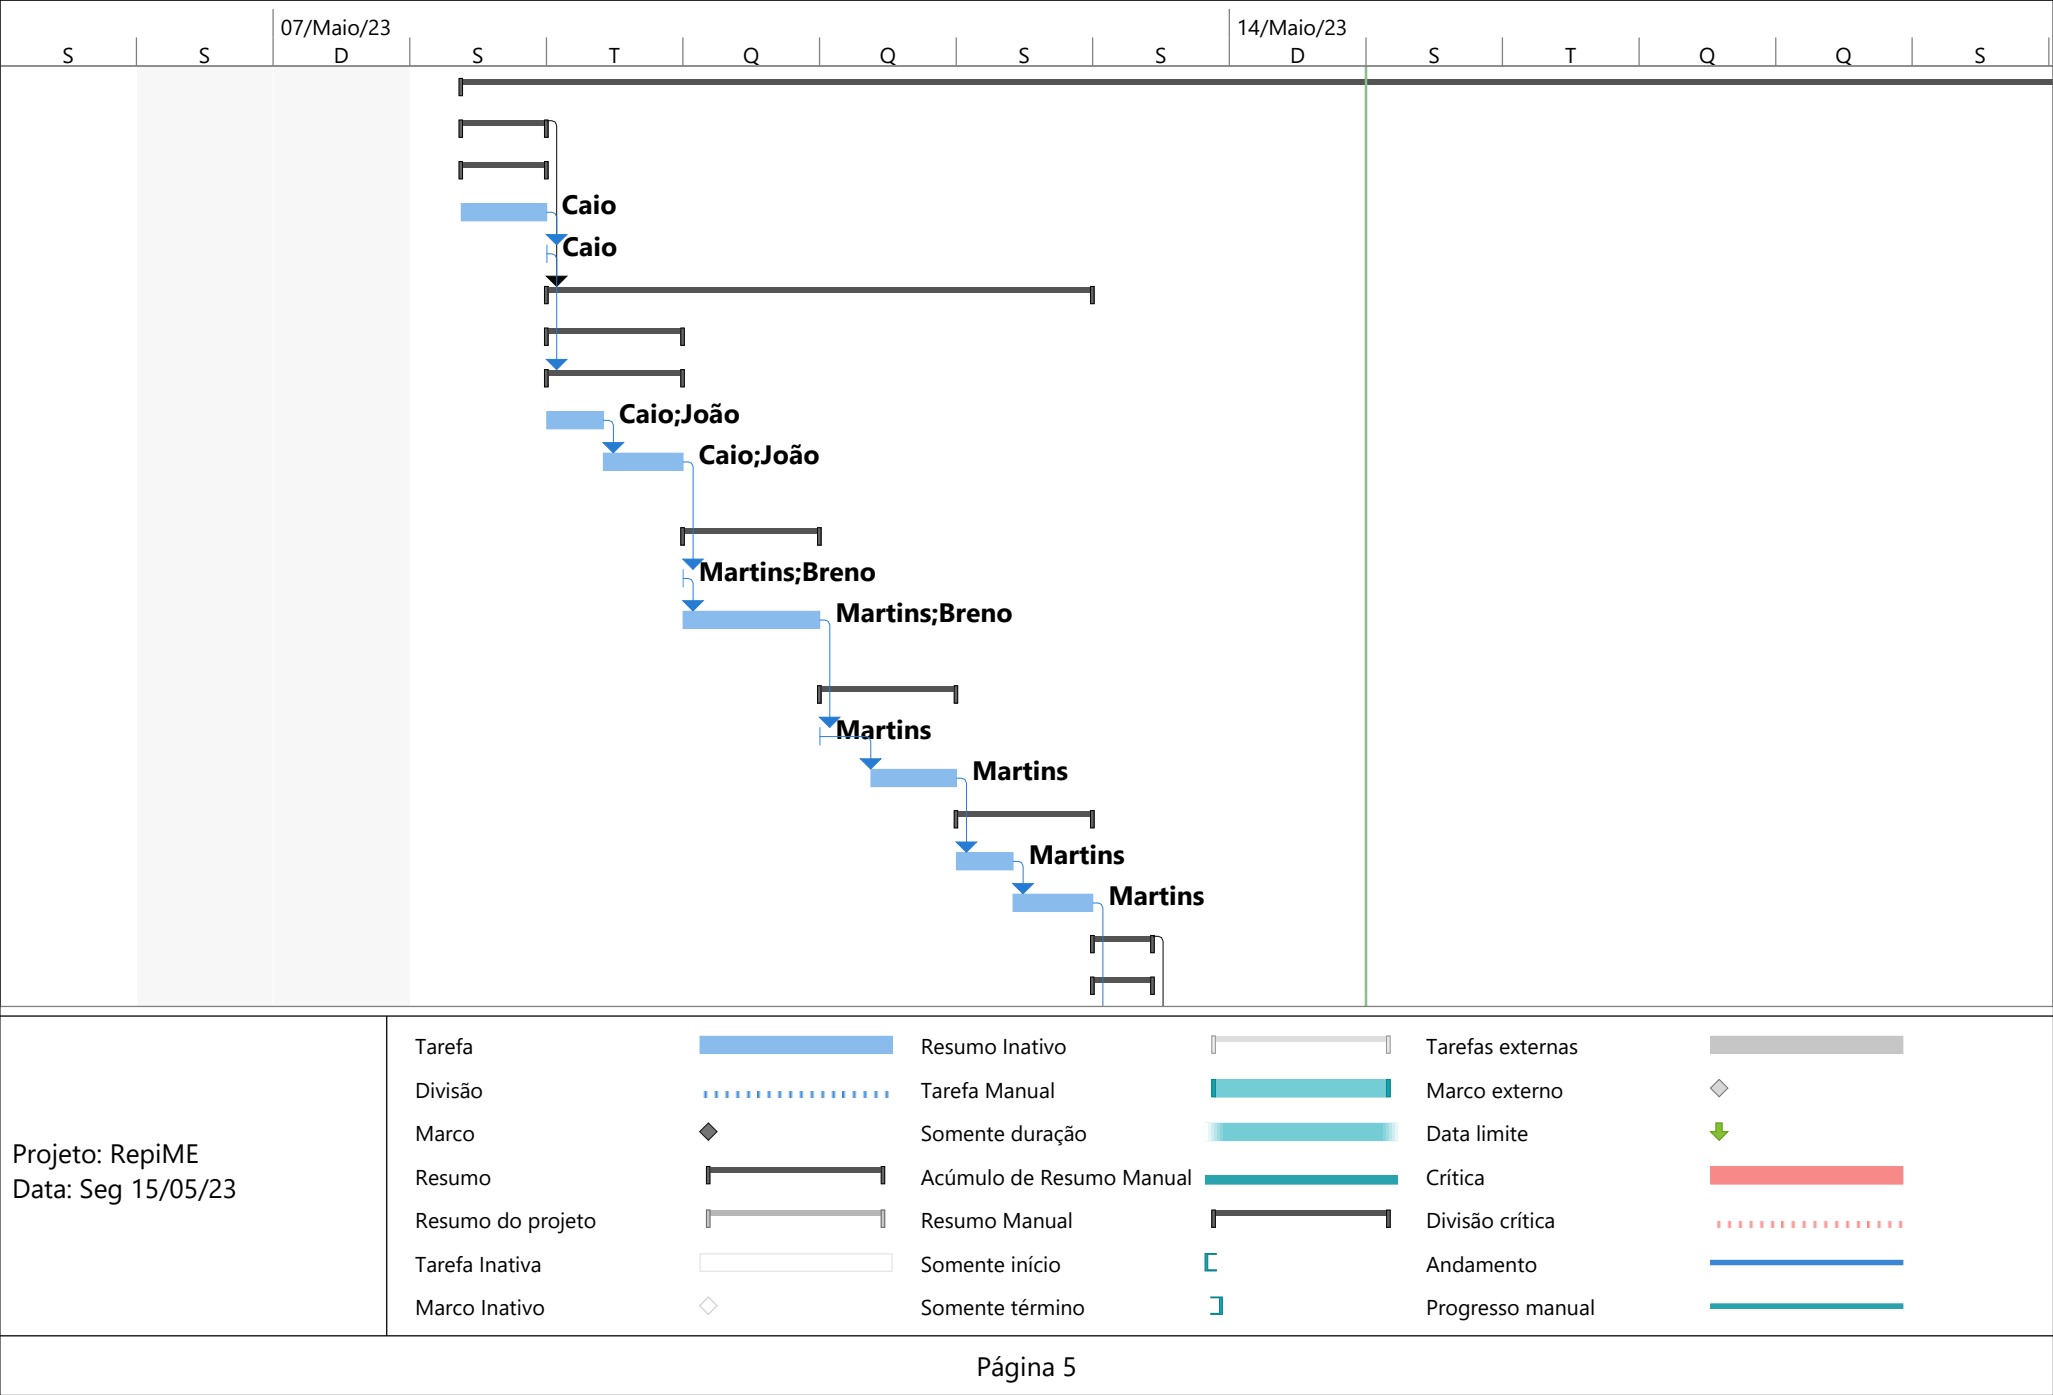 07/Maio/23 14/Maio/23
S S D S T Q Q S S D S T Q Q S
Caio
Caio
Caio;João
Caio;João
Martins;Breno
Martins;Breno
Martins
Martins
Martins
Martins
Projeto: RepiME
Data: Seg 15/05/23
Tarefa
Divisão
Marco
Resumo
Resumo do projeto
Tarefa Inativa
Marco Inativo
Resumo Inativo
Tarefa Manual
Somente duração
Acúmulo de Resumo Manual
Resumo Manual
Somente início
Somente término
Tarefas externas
Marco externo
Data limite
Crítica
Divisão crítica
Andamento
Progresso manual
Página 5